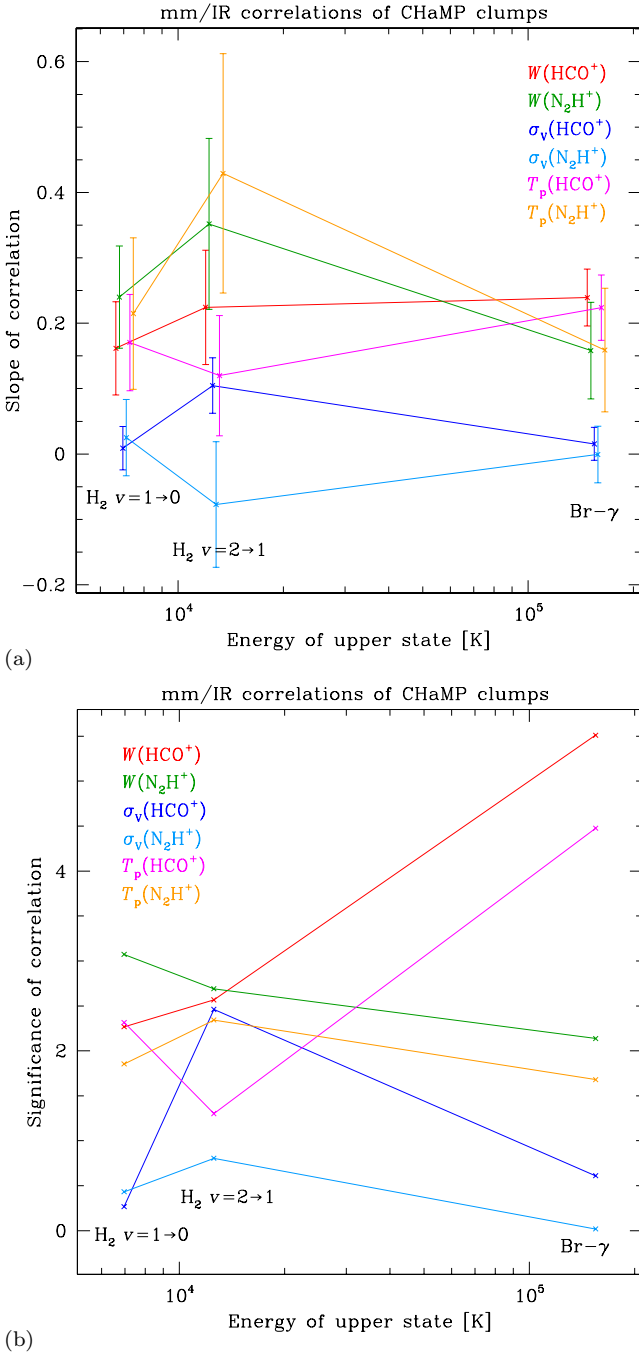 mm/IR correlations of CHaMP clumps
0.6
W(HCO⁺)
W(N₂H⁺)
σᵥ(HCO⁺)
σᵥ(N₂H⁺)
Tₚ(HCO⁺)
Tₚ(N₂H⁺)
0.4
Slope of correlation
0.2
0
H₂ v=1→0
Br−γ
H₂ v=2→1
−0.2
10⁴
10⁵
Energy of upper state [K]
(a)
mm/IR correlations of CHaMP clumps
W(HCO⁺)
W(N₂H⁺)
σᵥ(HCO⁺)
σᵥ(N₂H⁺)
Tₚ(HCO⁺)
Tₚ(N₂H⁺)
4
Significance of correlation
2
H₂ v=2→1
0
H₂ v=1→0
Br−γ
10⁴
10⁵
Energy of upper state [K]
(b)